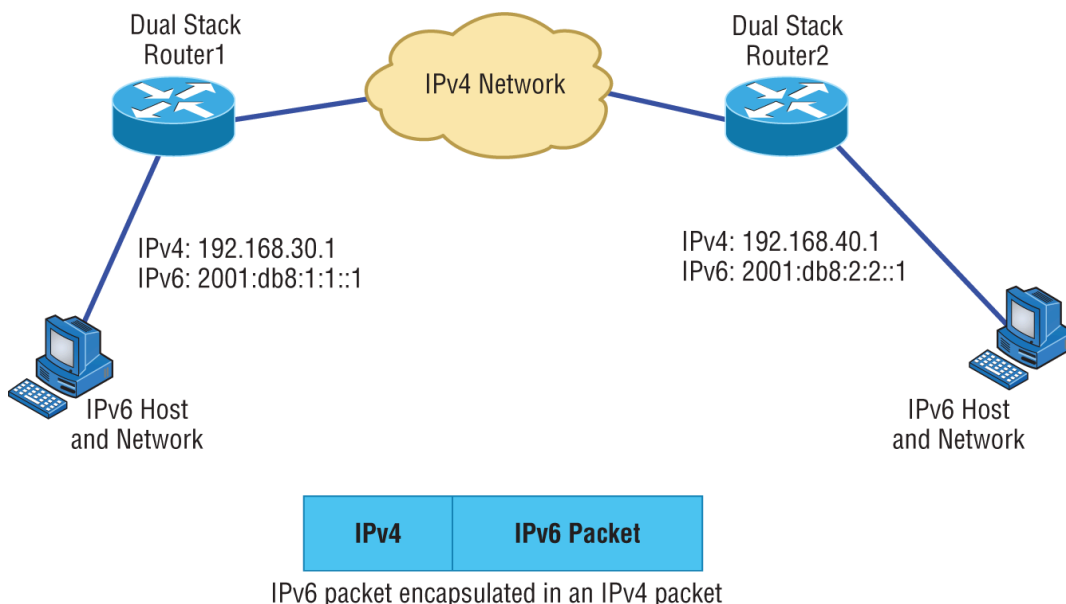 Dual Stack
Router1
IPv4 Network
Dual Stack
Router2
IPv4: 192.168.30.1
IPv6: 2001:db8:1:1::1
IPv4: 192.168.40.1
IPv6: 2001:db8:2:2::1
IPv6 Host
and Network
IPv6 Host
and Network
IPv4
IPv6 Packet
IPv6 packet encapsulated in an IPv4 packet